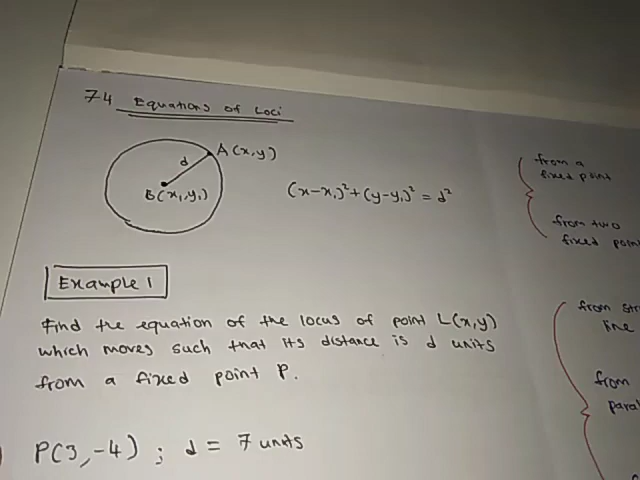 74 Equations of Loci
d
A(x,y)
B(x₁,y₁)
(x-x₁)²+(y-y₁)² = d²
from a
fixed point
from two
fixed point
Example 1
Find the equation of the locus of point L(x,y)
which moves such that its distance is d units
from a fixed point P.
P(3,-4) ; d = 7 units
line
from